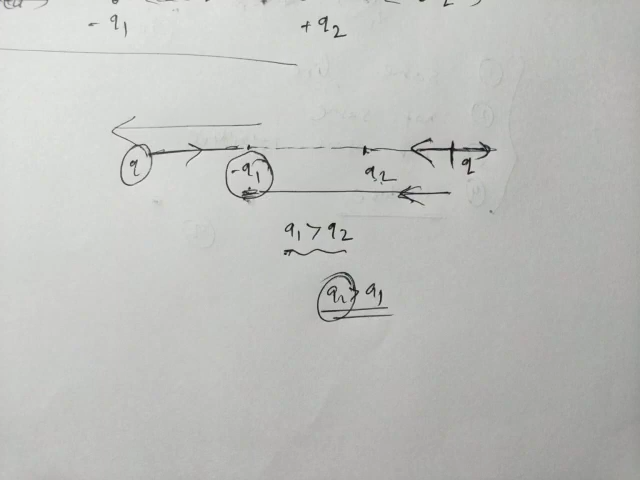 - q₁ + q₂
q -q₁ q₂ q
q₁ > q₂
q₂ > q₁